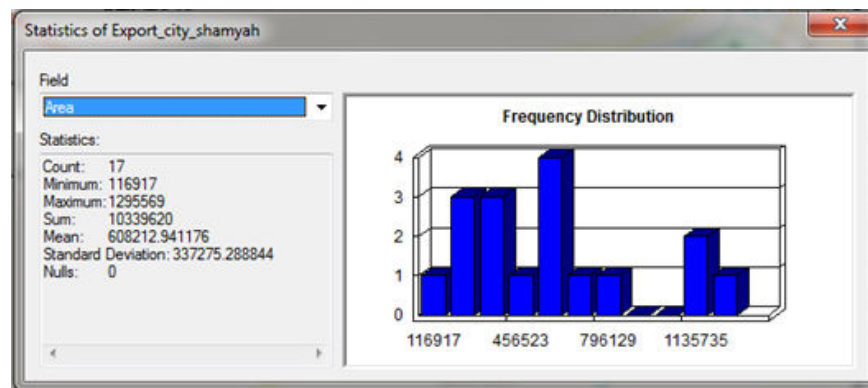 Statistics of Export_city_shamyah
Field
Area
Statistics:
Count: 17
Minimum: 116917
Maximum: 1295569
Sum: 10339620
Mean: 608212.941176
Standard Deviation: 337275.288844
Nulls: 0
Frequency Distribution
4
3
2
1
0
116917 456523 796129 1135735